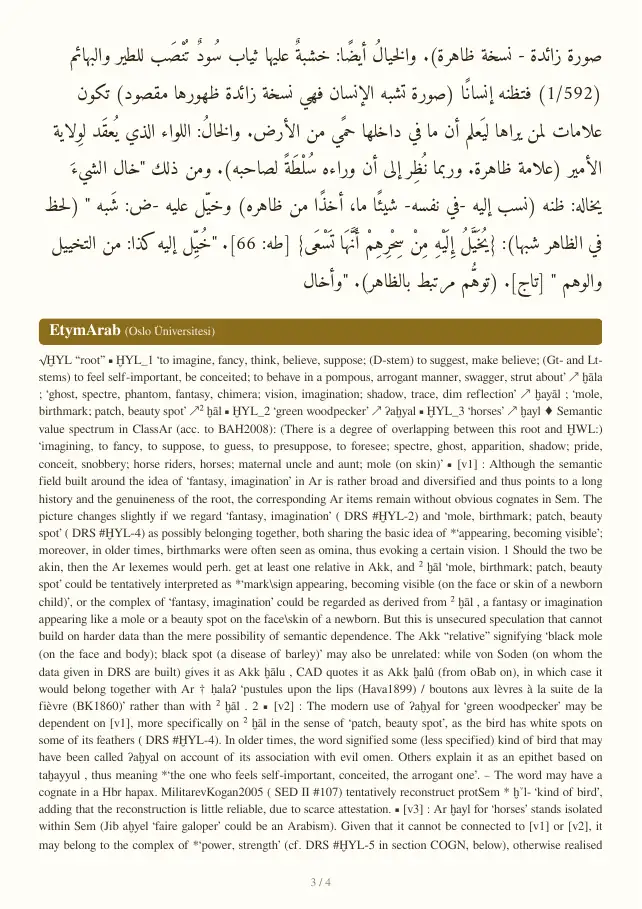 صورة زائدة - نسخة ظاهرة). والخيالُ أيضًا: خشبةٌ عليها ثياب سُودٌ تُنْصَب للطير والبهائم
(1/592) فتظنه إنسانًا (صورة تشبه الإنسان فهي نسخة زائدة ظهورها مقصود) تكون
علامات لمن يراها ليَعلم أن ما في داخلها حمًي من الأرض. والخالُ: اللواء الذي يُعقَد لوِلاية
الأمير (علامة ظاهرة. وربما نُظِر إلى أن وراءه سُلْطَةً لصاحبه). ومن ذلك "خال الشيءَ
يخاله: ظنه (نسب إليه -في نفسه- شيئًا ما، أخذًا من ظاهره) وخيّل عليه -ض: شَبه " (لحظ
في الظاهر شبها): {يُخَيَّلُ إِلَيْهِ مِنْ سِحْرِهِمْ أَنَّهَا تَسْعَى} [طه: 66]. "خُيِّل إليه كذا: من التخييل
والوهم " [تاج]. (توهُّم مرتبط بالظاهر). "وأخال
EtymArab (Oslo Üniversitesi)
√ḪYL “root” ▪ ḪYL_1 ‘to imagine, fancy, think, believe, suppose; (D-stem) to suggest, make believe; (Gt- and Lt-
stems) to feel self-important, be conceited; to behave in a pompous, arrogant manner, swagger, strut about’ ↗ ḫāla
; ‘ghost, spectre, phantom, fantasy, chimera; vision, imagination; shadow, trace, dim reflection’ ↗ ḫayāl ; ‘mole,
birthmark; patch, beauty spot’ ↗² ḫāl ▪ ḪYL_2 ‘green woodpecker’ ↗ ʔaḫyal ▪ ḪYL_3 ‘horses’ ↗ ḫayl ♦ Semantic
value spectrum in ClassAr (acc. to BAH2008): (There is a degree of overlapping between this root and ḪWL:)
‘imagining, to fancy, to suppose, to guess, to presuppose, to foresee; spectre, ghost, apparition, shadow; pride,
conceit, snobbery; horse riders, horses; maternal uncle and aunt; mole (on skin)’ ▪ [v1] : Although the semantic
field built around the idea of ‘fantasy, imagination’ in Ar is rather broad and diversified and thus points to a long
history and the genuineness of the root, the corresponding Ar items remain without obvious cognates in Sem. The
picture changes slightly if we regard ‘fantasy, imagination’ ( DRS #ḪYL-2) and ‘mole, birthmark; patch, beauty
spot’ ( DRS #ḪYL-4) as possibly belonging together, both sharing the basic idea of *‘appearing, becoming visible’;
moreover, in older times, birthmarks were often seen as omina, thus evoking a certain vision. 1 Should the two be
akin, then the Ar lexemes would perh. get at least one relative in Akk, and ² ḫāl ‘mole, birthmark; patch, beauty
spot’ could be tentatively interpreted as *‘mark\sign appearing, becoming visible (on the face or skin of a newborn
child)’, or the complex of ‘fantasy, imagination’ could be regarded as derived from ² ḫāl , a fantasy or imagination
appearing like a mole or a beauty spot on the face\skin of a newborn. But this is unsecured speculation that cannot
build on harder data than the mere possibility of semantic dependence. The Akk “relative” signifying ‘black mole
(on the face and body); black spot (a disease of barley)’ may also be unrelated: while von Soden (on whom the
data given in DRS are built) gives it as Akk ḫālu , CAD quotes it as Akk ḫalû (from oBab on), in which case it
would belong together with Ar † ḫalaʔ ‘pustules upon the lips (Hava1899) / boutons aux lèvres à la suite de la
fièvre (BK1860)’ rather than with ² ḫāl . 2 ▪ [v2] : The modern use of ʔaḫyal for ‘green woodpecker’ may be
dependent on [v1], more specifically on ² ḫāl in the sense of ‘patch, beauty spot’, as the bird has white spots on
some of its feathers ( DRS #ḪYL-4). In older times, the word signified some (less specified) kind of bird that may
have been called ʔaḫyal on account of its association with evil omen. Others explain it as an epithet based on
taḫayyul , thus meaning *‘the one who feels self-important, conceited, the arrogant one’. – The word may have a
cognate in a Hbr hapax. MilitarevKogan2005 ( SED II #107) tentatively reconstruct protSem * ḫˀl- ‘kind of bird’,
adding that the reconstruction is little reliable, due to scarce attestation. ▪ [v3] : Ar ḫayl for ‘horses’ stands isolated
within Sem (Jib aḫyel ‘faire galoper’ could be an Arabism). Given that it cannot be connected to [v1] or [v2], it
may belong to the complex of *‘power, strength’ (cf. DRS #ḪYL-5 in section COGN, below), otherwise realised
3 / 4